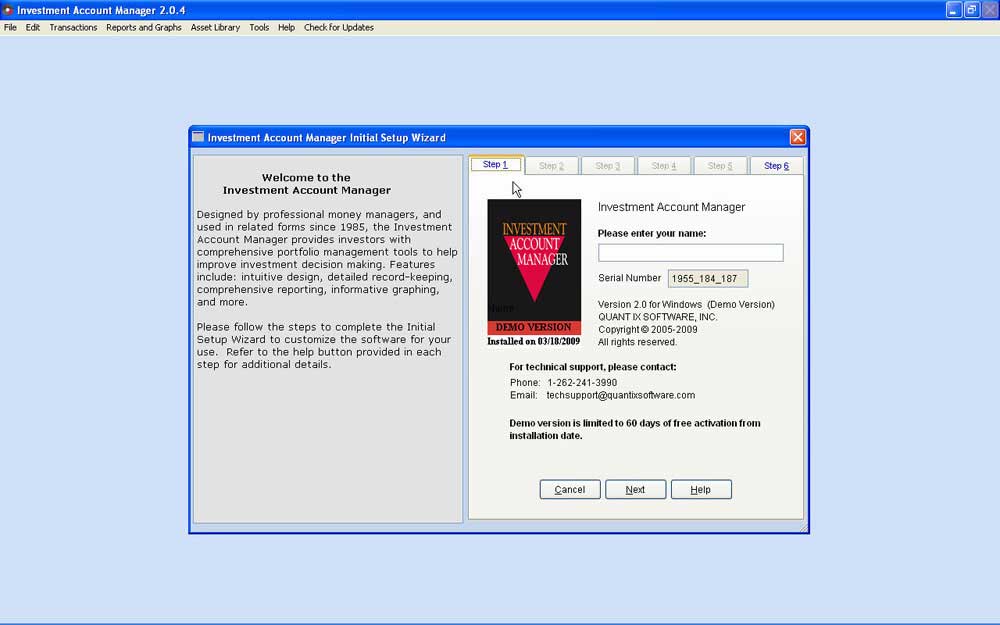 Investment Account Manager 2.0.4
File Edit Transactions Reports and Graphs Asset Library Tools Help Check for Updates
Investment Account Manager Initial Setup Wizard
Welcome to the
Investment Account Manager
Designed by professional money managers, and
used in related forms since 1985, the Investment
Account Manager provides investors with
comprehensive portfolio management tools to help
improve investment decision making. Features
include: intuitive design, detailed record-keeping,
comprehensive reporting, informative graphing,
and more.
Please follow the steps to complete the Initial
Setup Wizard to customize the software for your
use. Refer to the help button provided in each
step for additional details.
Step 1 Step 2 Step 3 Step 4 Step 5 Step 6
INVESTMENT
ACCOUNT
MANAGER
Name
DEMO VERSION
Installed on 03/18/2009
Investment Account Manager
Please enter your name:
Serial Number 1955_184_187
Version 2.0 for Windows (Demo Version)
QUANT IX SOFTWARE, INC.
Copyright © 2005-2009
All rights reserved.
For technical support, please contact:
Phone: 1-262-241-3990
Email: techsupport@quantixsoftware.com
Demo version is limited to 60 days of free activation from
installation date.
Cancel Next Help